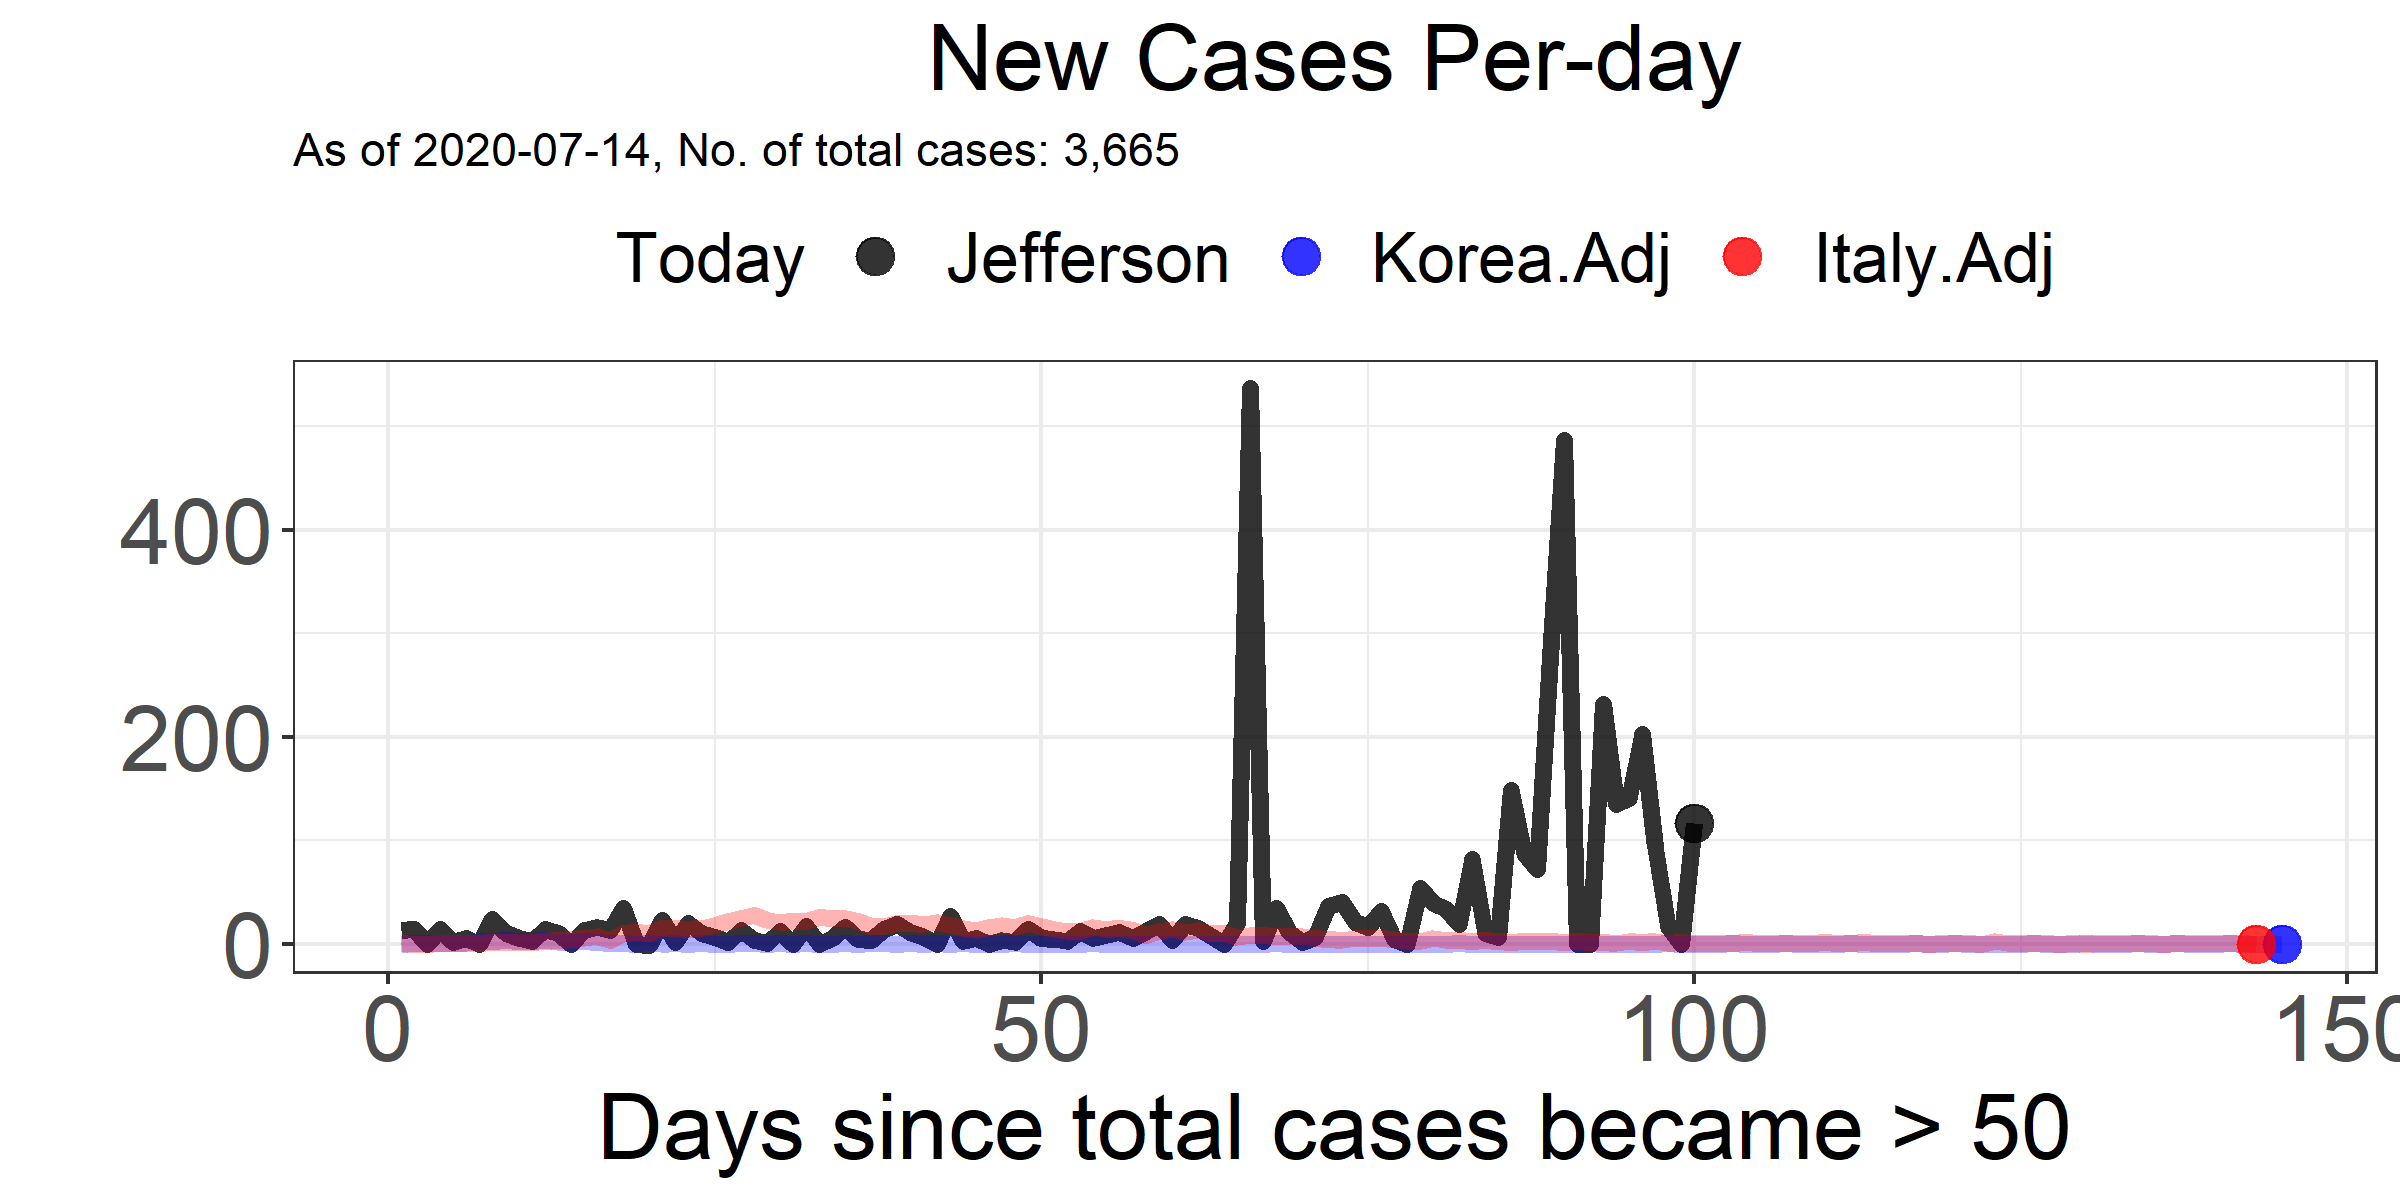 New Cases Per-day
As of 2020-07-14, No. of total cases: 3,665
Today Jefferson Korea.Adj Italy.Adj
400
200
0
0 50 100 150
Days since total cases became > 50